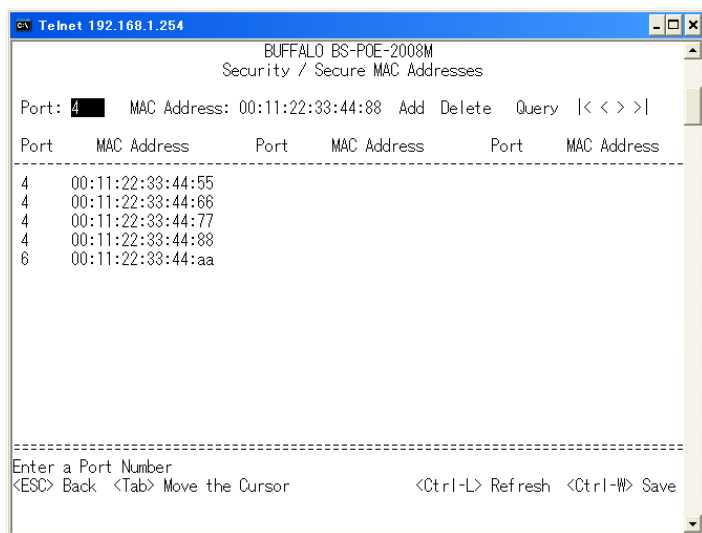 Telnet 192.168.1.254
BUFFALO BS-POE-2008M
Security / Secure MAC Addresses
Port: 4 MAC Address: 00:11:22:33:44:88 Add Delete Query |< < > >|
Port MAC Address Port MAC Address Port MAC Address
--------------------------------------------------------------------------------
4 00:11:22:33:44:55
4 00:11:22:33:44:66
4 00:11:22:33:44:77
4 00:11:22:33:44:88
6 00:11:22:33:44:aa
================================================================================
Enter a Port Number
<ESC> Back <Tab> Move the Cursor <Ctrl-L> Refresh <Ctrl-W> Save